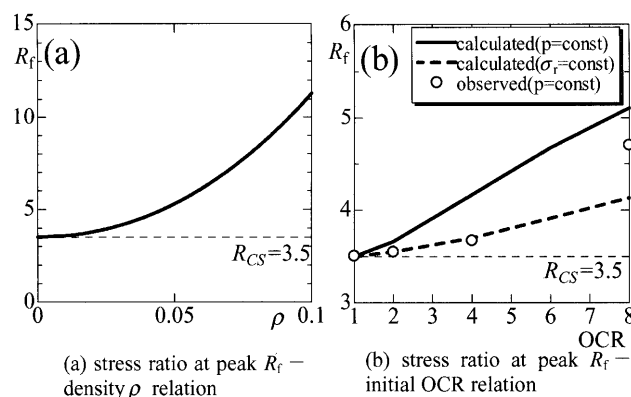 15
R_f
(a)
10
5
R_CS=3.5
0
0
0.05
ρ
0.1
(a) stress ratio at peak R_f −
density ρ relation
6
R_f
(b)
calculated(p=const)
calculated(σ_r=const)
observed(p=const)
5
4
R_CS=3.5
3
1 2 3 4 5 6 7 8
OCR
(b) stress ratio at peak R_f −
initial OCR relation